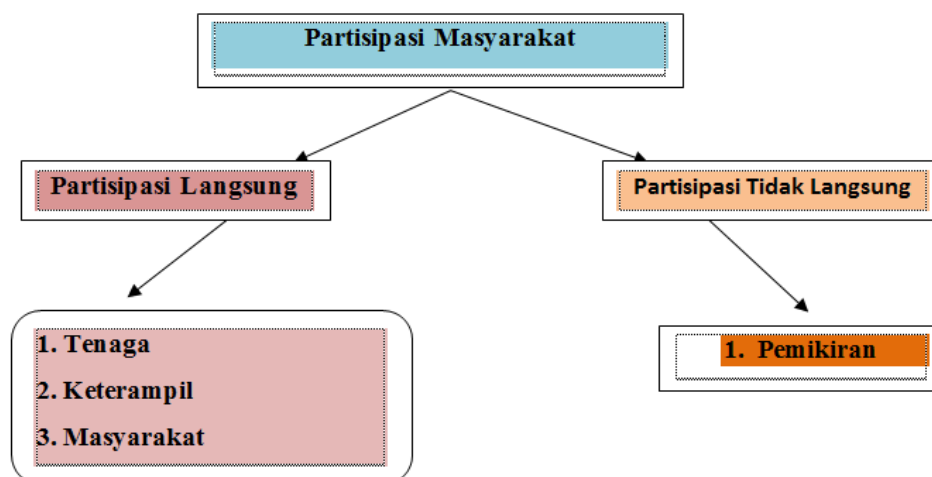 Partisipasi Masyarakat
Partisipasi Langsung
Partisipasi Tidak Langsung
1. Tenaga
2. Keterampil
3. Masyarakat
1. Pemikiran